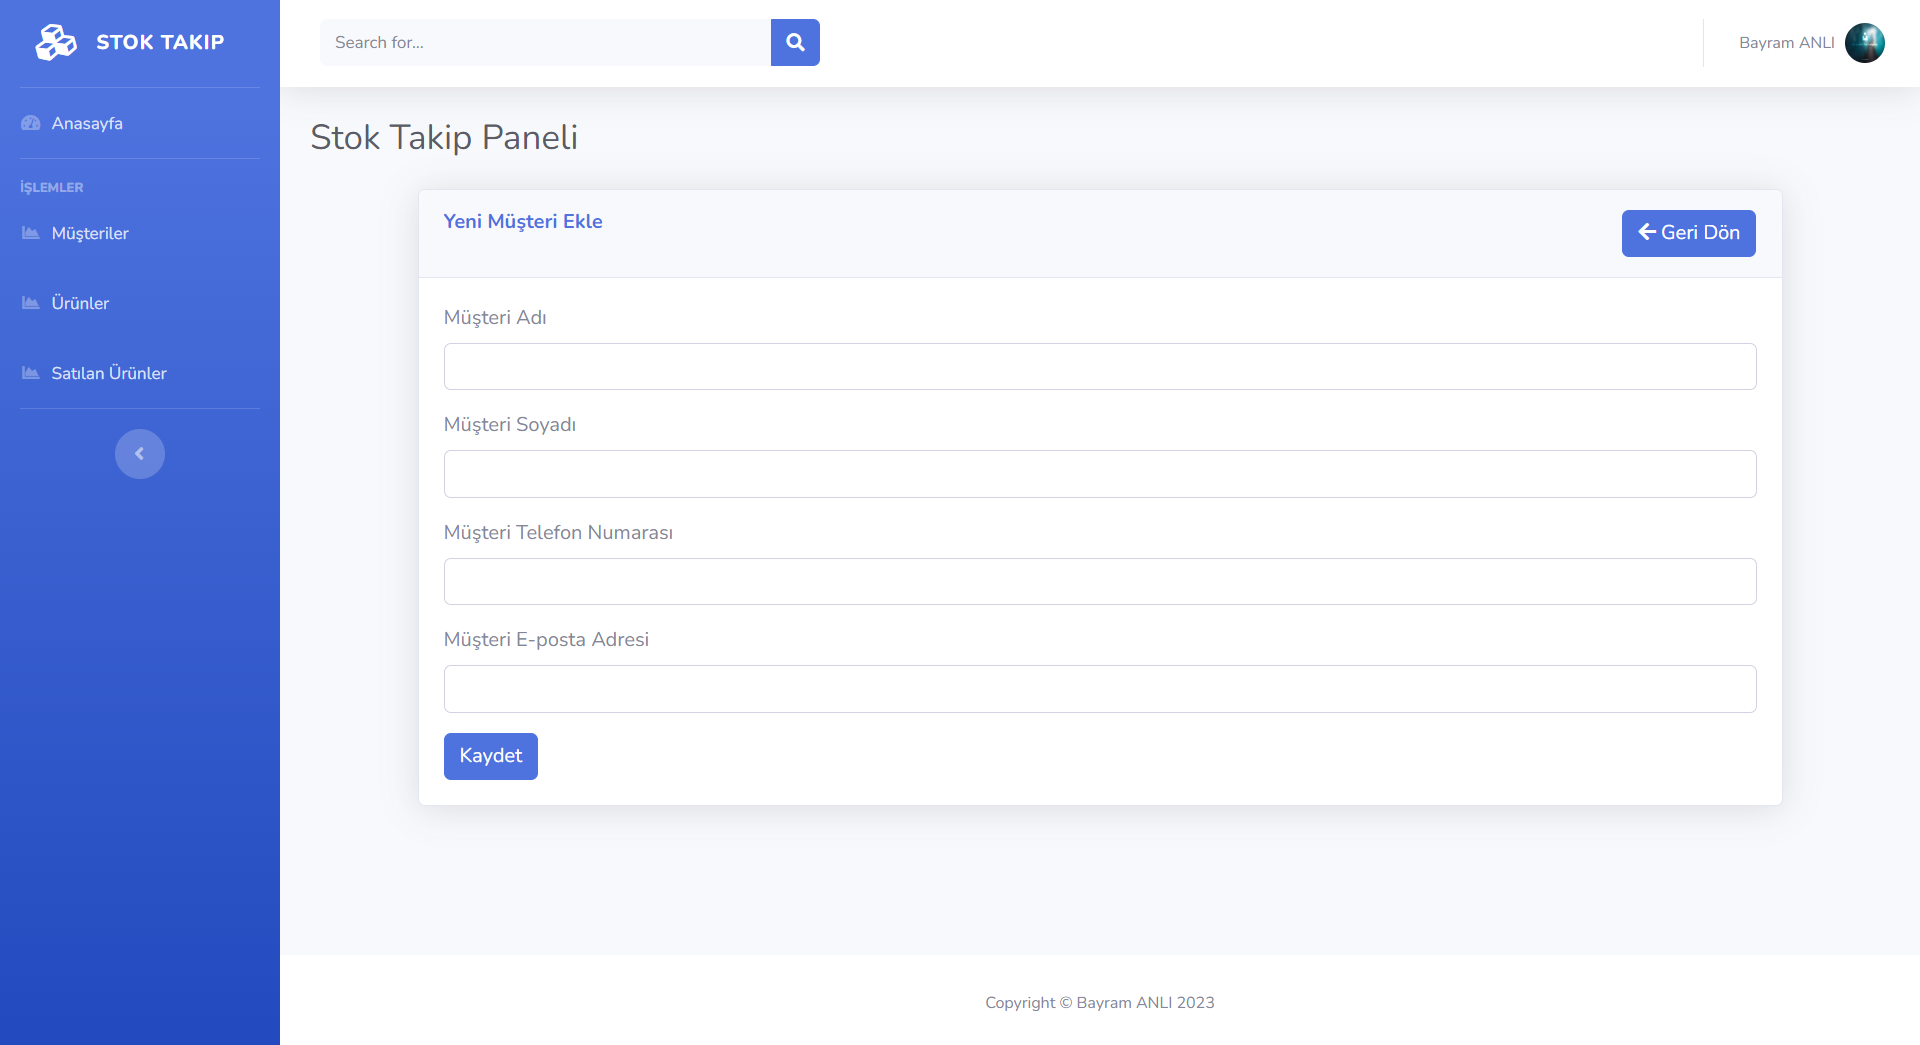 STOK TAKIP
Search for...
Bayram ANLI
Anasayfa
İŞLEMLER
Müşteriler
Ürünler
Satılan Ürünler
Stok Takip Paneli
Yeni Müşteri Ekle
Geri Dön
Müşteri Adı
Müşteri Soyadı
Müşteri Telefon Numarası
Müşteri E-posta Adresi
Kaydet
Copyright © Bayram ANLI 2023